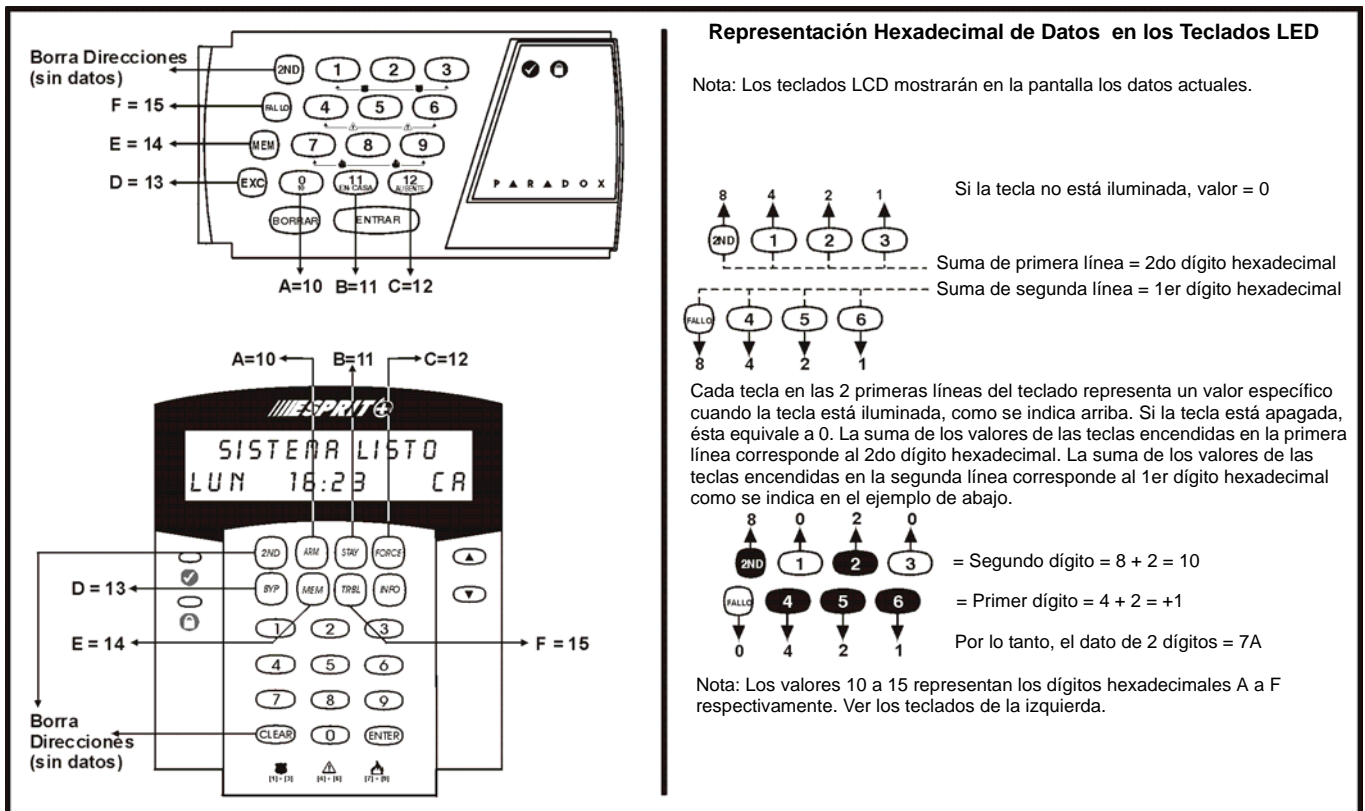 Borra Direcciones
(sin datos)
F = 15
E = 14
D = 13
2ND 1 2 3
FALLO 4 5 6
MEM 7 8 9
EXC 0 10 11 EN CASA 12 AUSENTE
BORRAR ENTRAR
PARADOX
A=10 B=11 C=12
A=10 B=11 C=12
ESPRIT+
SISTEMA LISTO
LUN 16:23 CA
2ND ARM STAY FORCE
BYP MEM TRBL INFO
1 2 3
4 5 6
7 8 9
CLEAR 0 ENTER
[1] + [3] [4] + [6] [7] + [9]
D = 13
E = 14
F = 15
Borra
Direcciones
(sin datos)
Representación Hexadecimal de Datos en los Teclados LED
Nota: Los teclados LCD mostrarán en la pantalla los datos actuales.
Si la tecla no está iluminada, valor = 0
8 4 2 1
2ND 1 2 3
Suma de primera línea = 2do dígito hexadecimal
Suma de segunda línea = 1er dígito hexadecimal
FALLO 4 5 6
8 4 2 1
Cada tecla en las 2 primeras líneas del teclado representa un valor específico
cuando la tecla está iluminada, como se indica arriba. Si la tecla está apagada,
ésta equivale a 0. La suma de los valores de las teclas encendidas en la primera
línea corresponde al 2do dígito hexadecimal. La suma de los valores de las
teclas encendidas en la segunda línea corresponde al 1er dígito hexadecimal
como se indica en el ejemplo de abajo.
8 0 2 0
2ND 1 2 3 = Segundo dígito = 8 + 2 = 10
FALLO 4 5 6 = Primer dígito = 4 + 2 = +1
0 4 2 1 Por lo tanto, el dato de 2 dígitos = 7A
Nota: Los valores 10 a 15 representan los dígitos hexadecimales A a F
respectivamente. Ver los teclados de la izquierda.